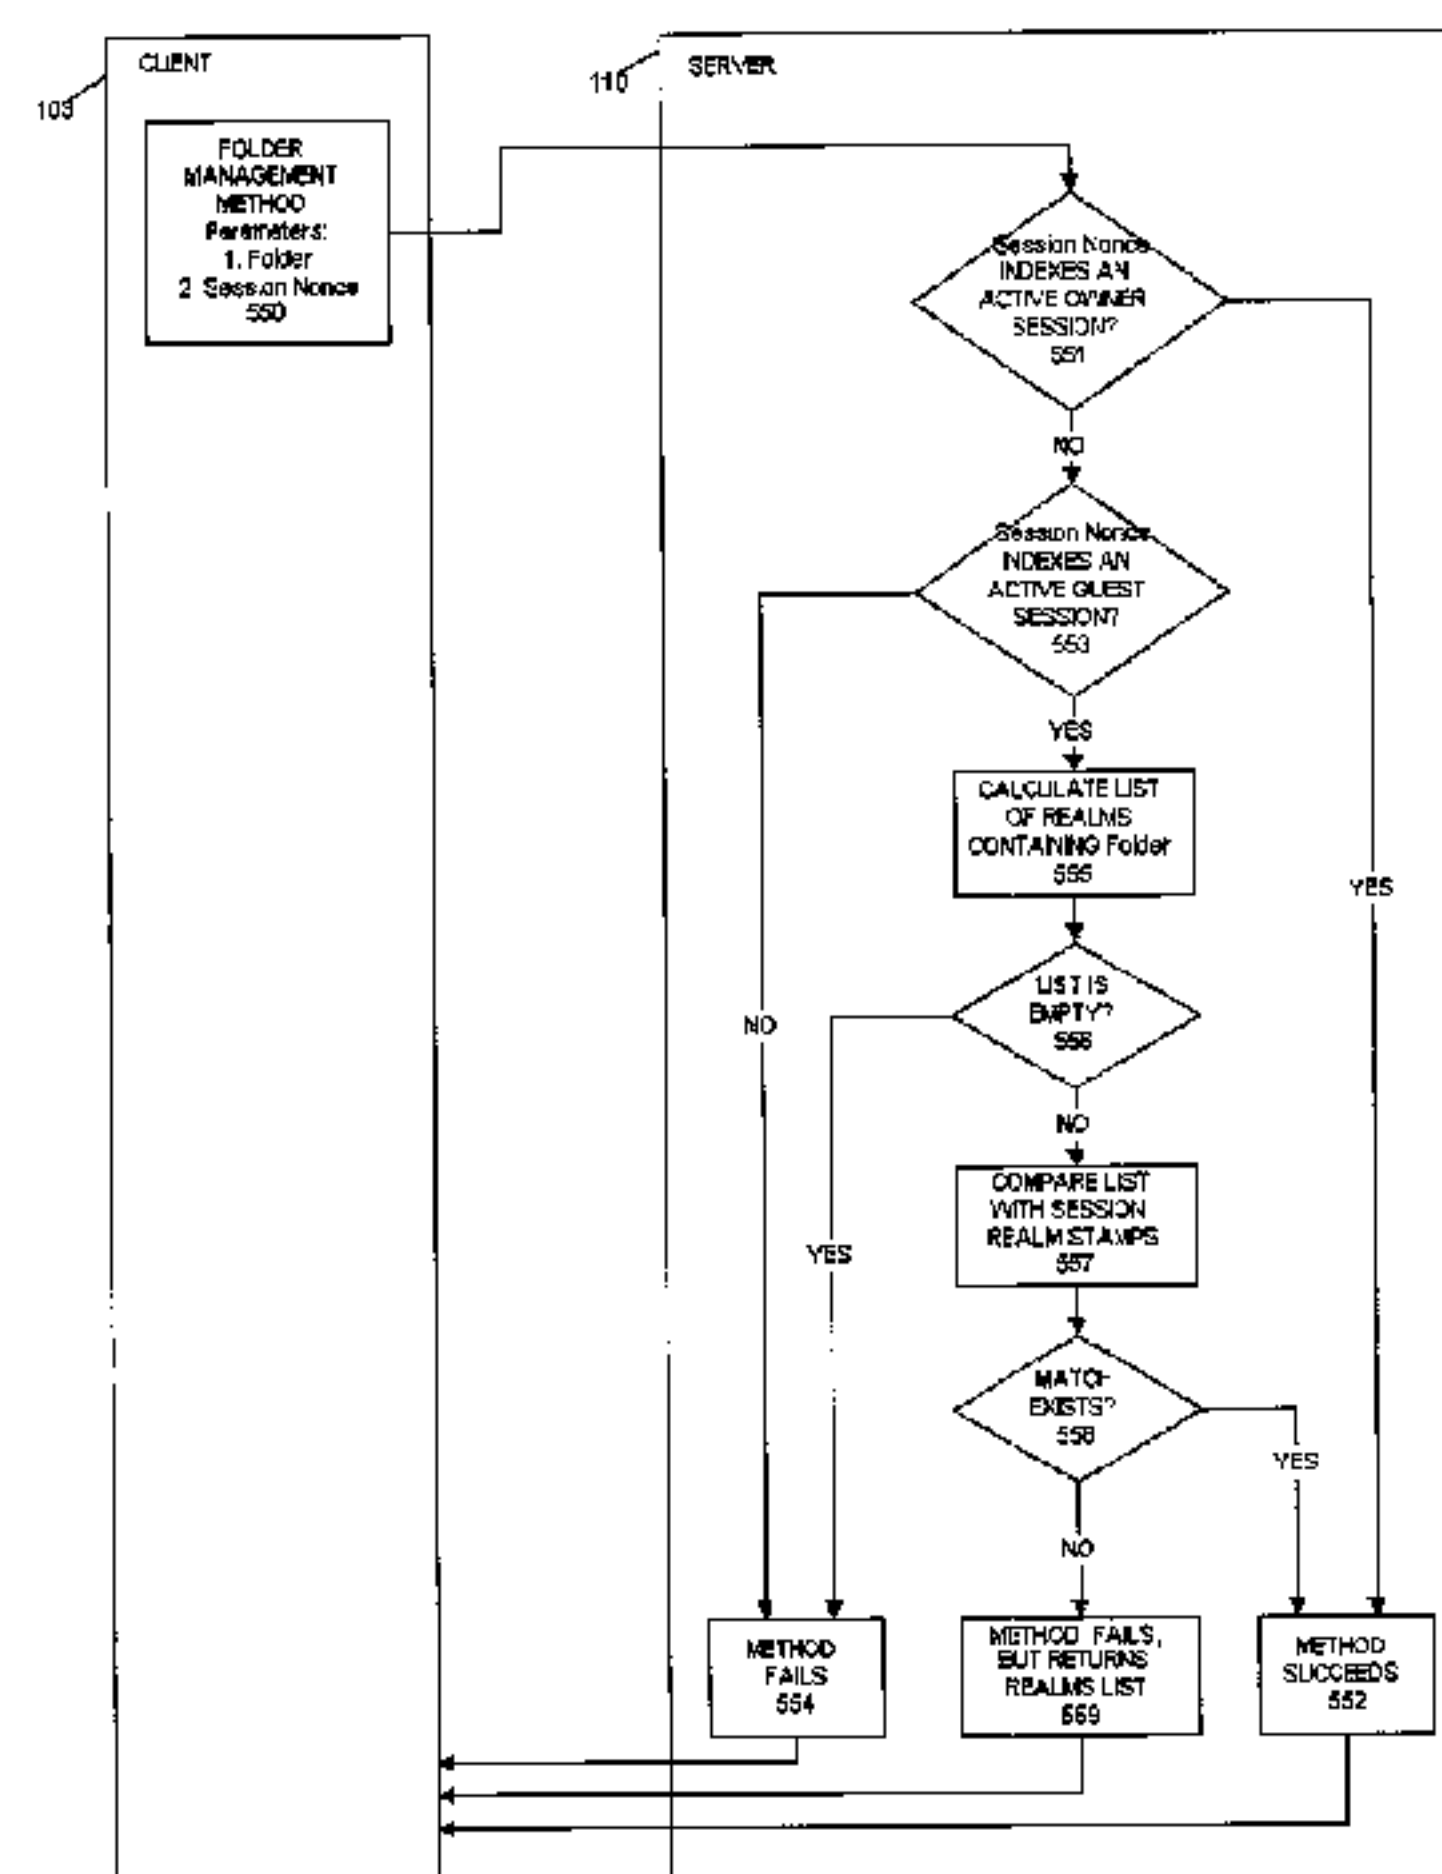 CLIENT
103
FOLDER
MANAGEMENT
METHOD
Parameters:
1. Folder
2 Session Nonce
550
110
SERVER
Session Nonce
INDEXES AN
ACTIVE OWNER
SESSION?
551
NO
Session Nonce
INDEXES AN
ACTIVE GUEST
SESSION?
553
YES
CALCULATE LIST
OF REALMS
CONTAINING Folder
555
YES
LIST IS
EMPTY?
556
NO
NO
COMPARE LIST
WITH SESSION
REALM STAMPS
557
YES
MATCH
EXISTS?
558
YES
NO
METHOD
FAILS
554
METHOD FAILS,
BUT RETURNS
REALMS LIST
559
METHOD
SUCCEEDS
552